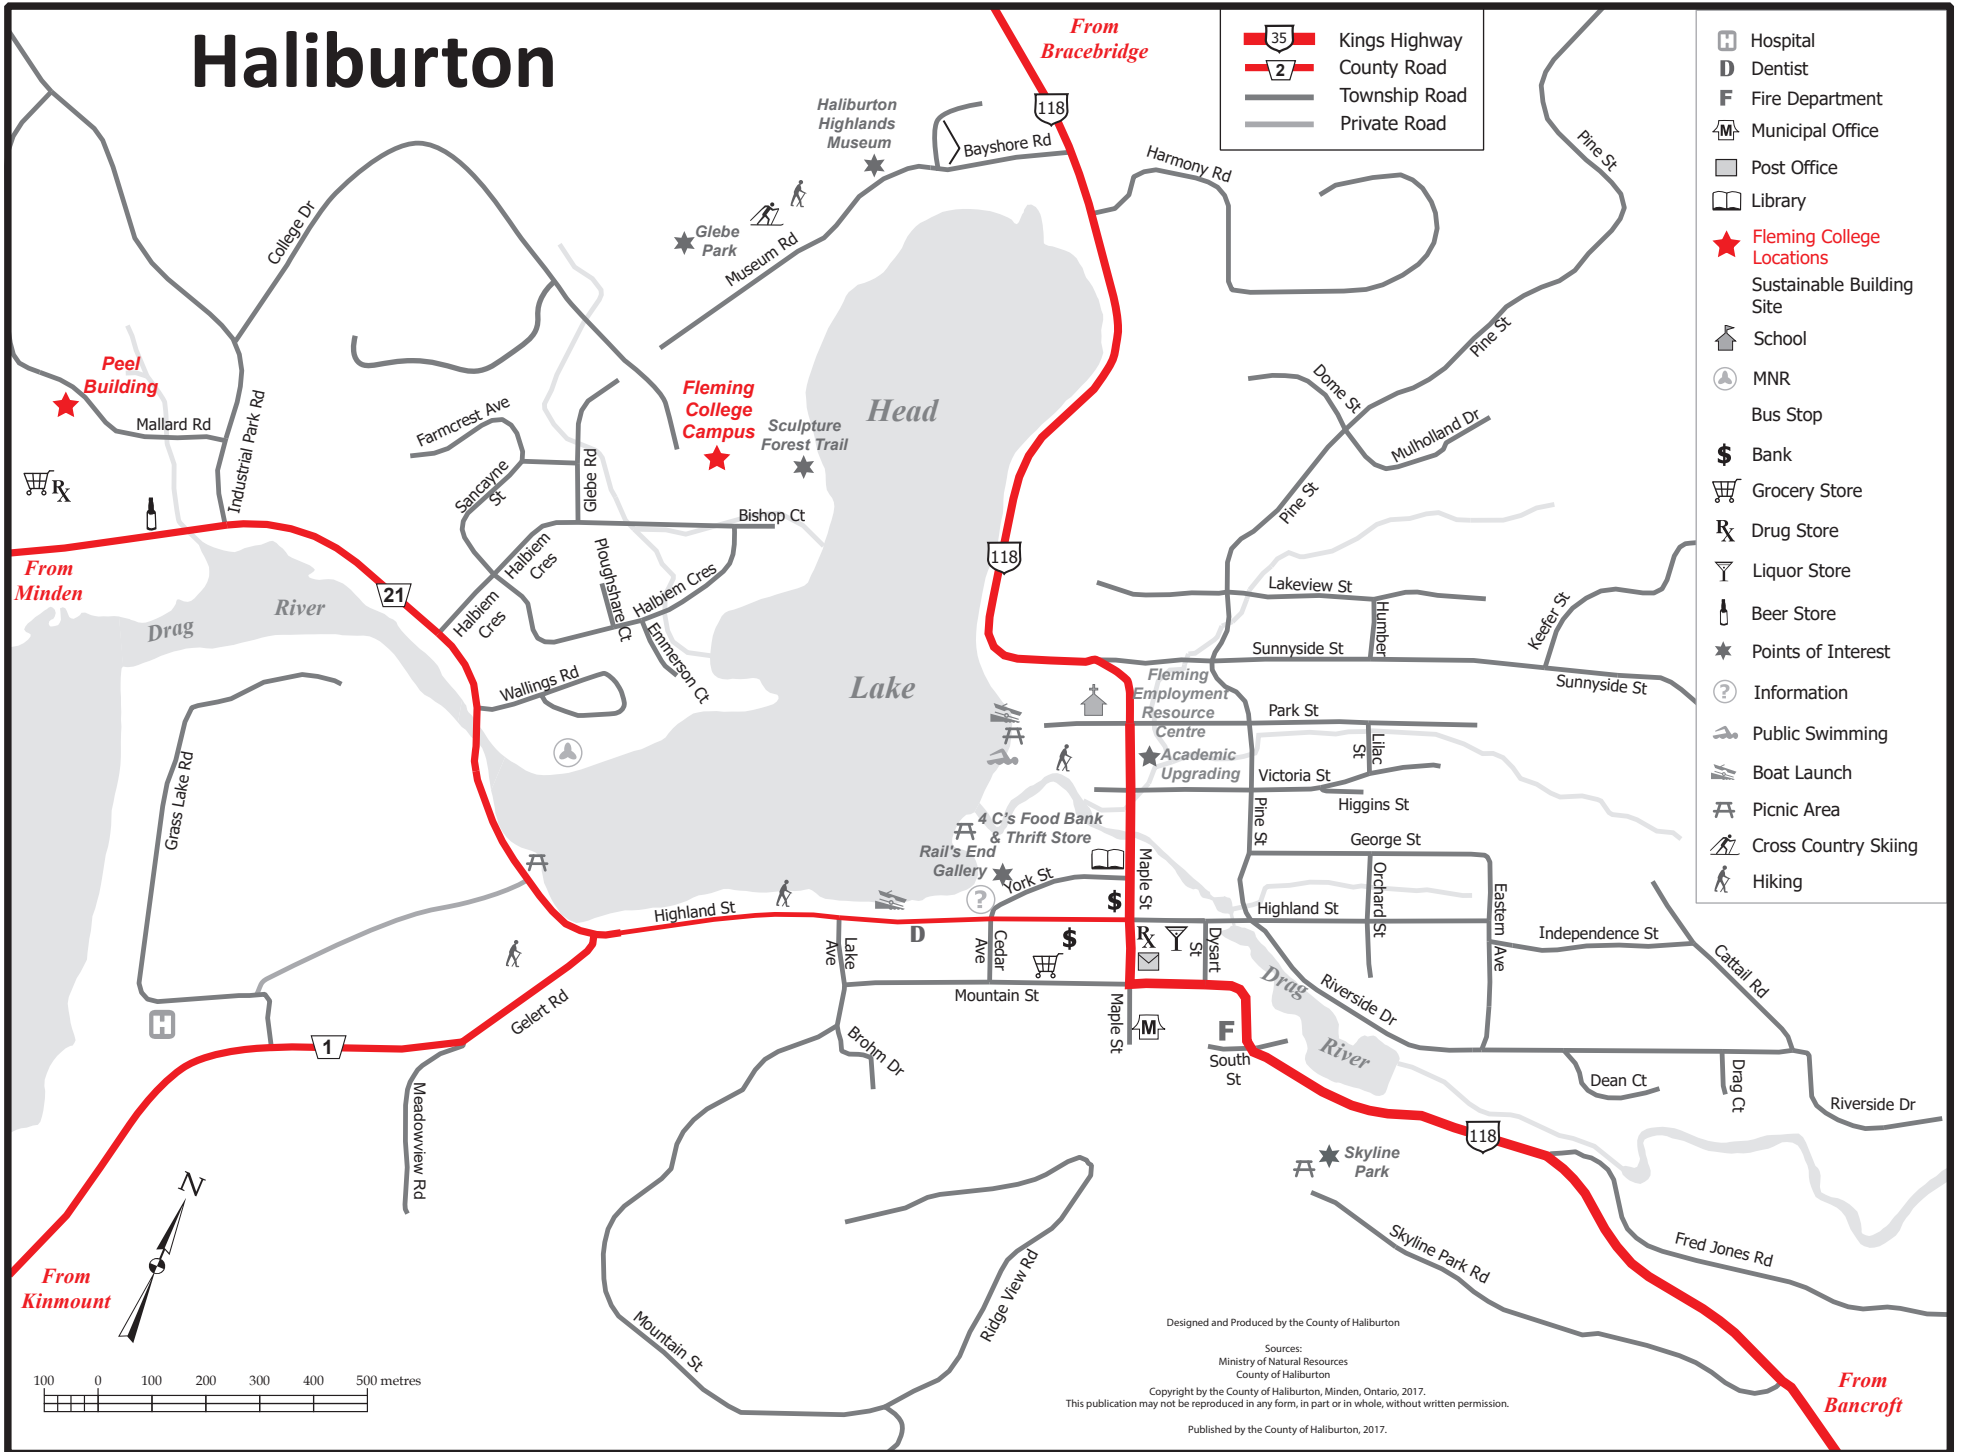 Haliburton
From
Bracebridge
118
35
Kings Highway
2
County Road
Township Road
Private Road
H
Hospital
D
Dentist
F
Fire Department
M
Municipal Office
Post Office
Library
Fleming College
Locations
Sustainable Building
Site
School
MNR
Bus Stop
$
Bank
Grocery Store
Rx
Drug Store
Liquor Store
Beer Store
Points of Interest
?
Information
Public Swimming
Boat Launch
Picnic Area
Cross Country Skiing
Hiking
Haliburton
Highlands
Museum
Bayshore Rd
Harmony Rd
Pine St
College Dr
Glebe
Park
Museum Rd
Pine St
Peel
Building
Mallard Rd
Industrial Park Rd
Farmcrest Ave
Fleming
College
Campus
Sculpture
Forest Trail
Head
Dorne St
Mulholland Dr
Rx
Sancayne
St
Glebe Rd
Bishop Ct
Pine St
From
Minden
21
Halbiem
Cres
Ploughshare Ct
Halbiem Cres
118
Lakeview St
Humber
Keefer St
Drag
River
Halbiem
Cres
Emmerson Ct
Sunnyside St
Sunnyside St
Wallings Rd
Lake
Fleming
Employment
Resource
Centre
Park St
Academic
Upgrading
Lilac
St
Victoria St
Higgins St
Grass Lake Rd
4 C's Food Bank
& Thrift Store
Rail's End
Gallery
York St
Maple St
Pine St
George St
Orchard St
Eastern
Ave
?
$
Highland St
Highland St
Independence St
Cattail Rd
D
Lake
Ave
Cedar
Ave
$
Rx
Dysart
St
Drag
River
Riverside Dr
Mountain St
Maple St
M
F
South
St
H
Gelert Rd
1
Brohm Dr
Meadowview Rd
Dean Ct
Drag Ct
Riverside Dr
118
Skyline
Park
N
Skyline Park Rd
Fred Jones Rd
From
Kinmount
Ridge View Rd
Mountain St
From
Bancroft
100 0 100 200 300 400 500 metres
Designed and Produced by the County of Haliburton
Sources:
Ministry of Natural Resources
County of Haliburton
Copyright by the County of Haliburton, Minden, Ontario, 2017.
This publication may not be reproduced in any form, in part or in whole, without written permission.
Published by the County of Haliburton, 2017.